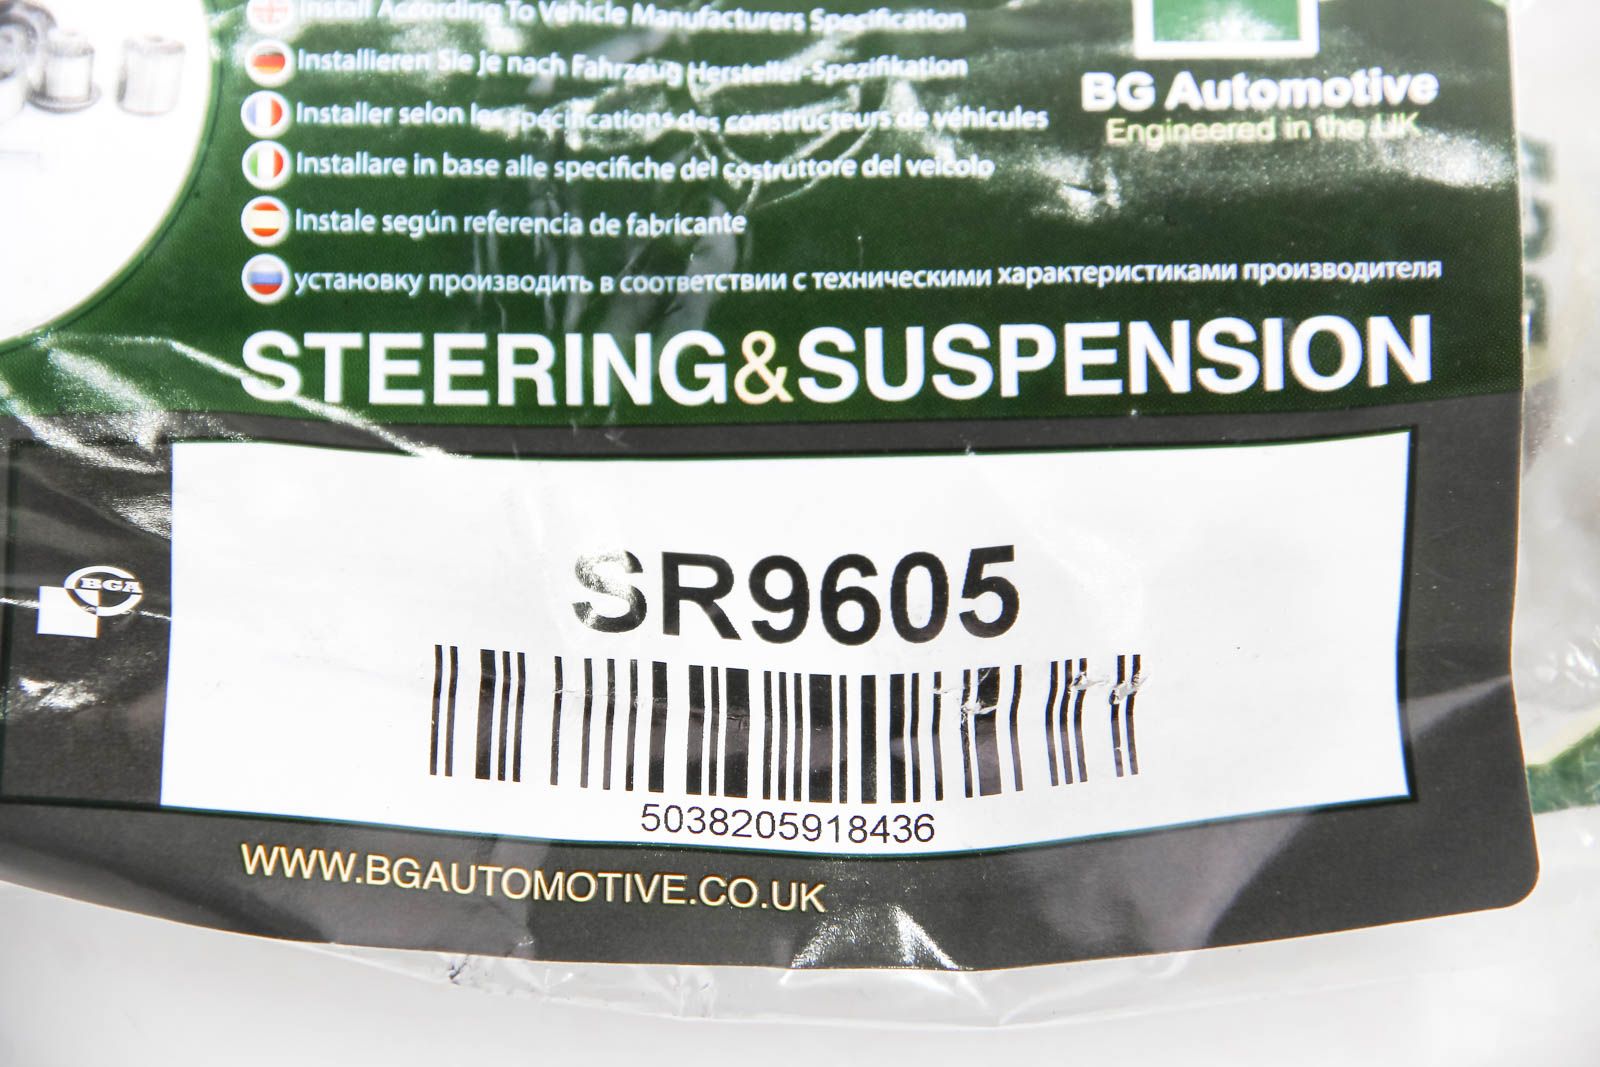 Install According To Vehicle Manufacturers Specification
Installieren Sie je nach Fahrzeug Hersteller-Spezifikation
Installer selon les spécifications des constructeurs de véhicules
Installare in base alle specifiche del costruttore del veicolo
Instale según referencia de fabricante
установку производить в соответствии с техническими характеристиками производителя
BG Automotive
Engineered in the UK
STEERING&SUSPENSION
BGA
SR9605
5038205918436
WWW.BGAUTOMOTIVE.CO.UK